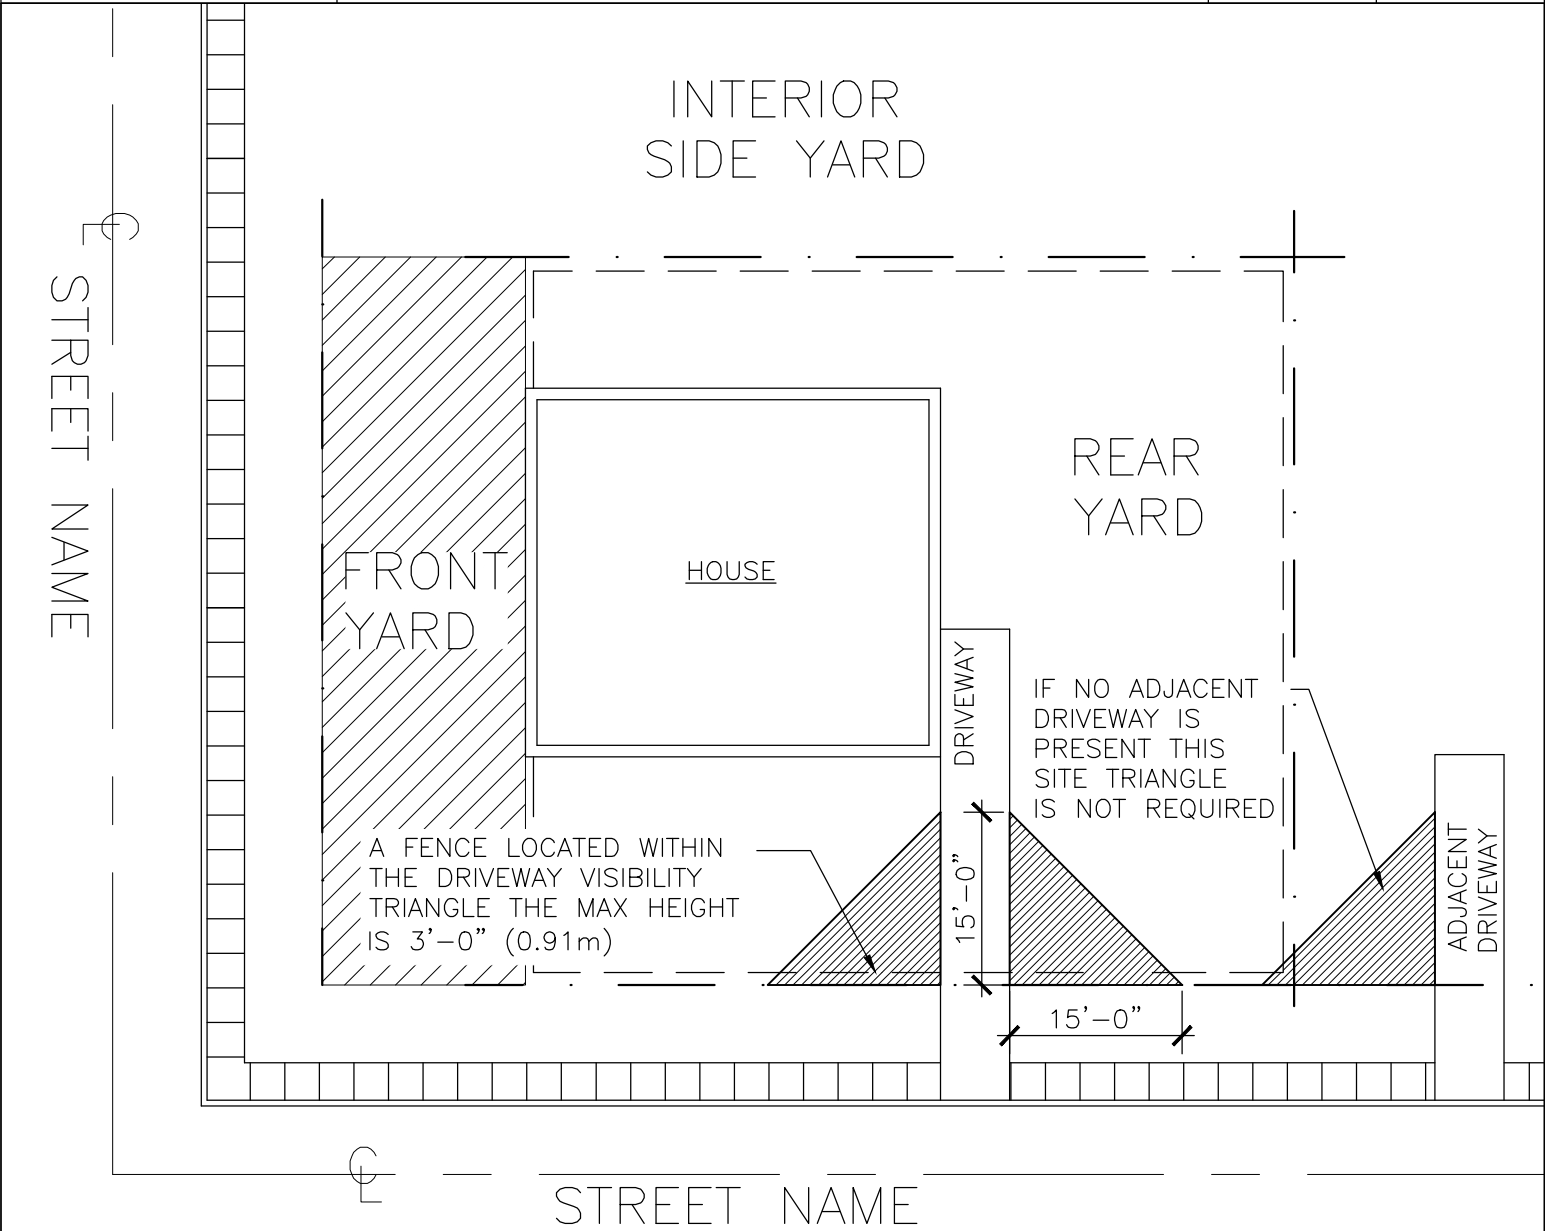 INTERIOR
SIDE YARD
℄
STREET NAME
REAR
YARD
FRONT
YARD
HOUSE
DRIVEWAY
IF NO ADJACENT
DRIVEWAY IS
PRESENT THIS
SITE TRIANGLE
IS NOT REQUIRED
A FENCE LOCATED WITHIN
THE DRIVEWAY VISIBILITY
TRIANGLE THE MAX HEIGHT
IS 3'-0" (0.91m)
15'-0"
ADJACENT
DRIVEWAY
15'-0"
℄
STREET NAME